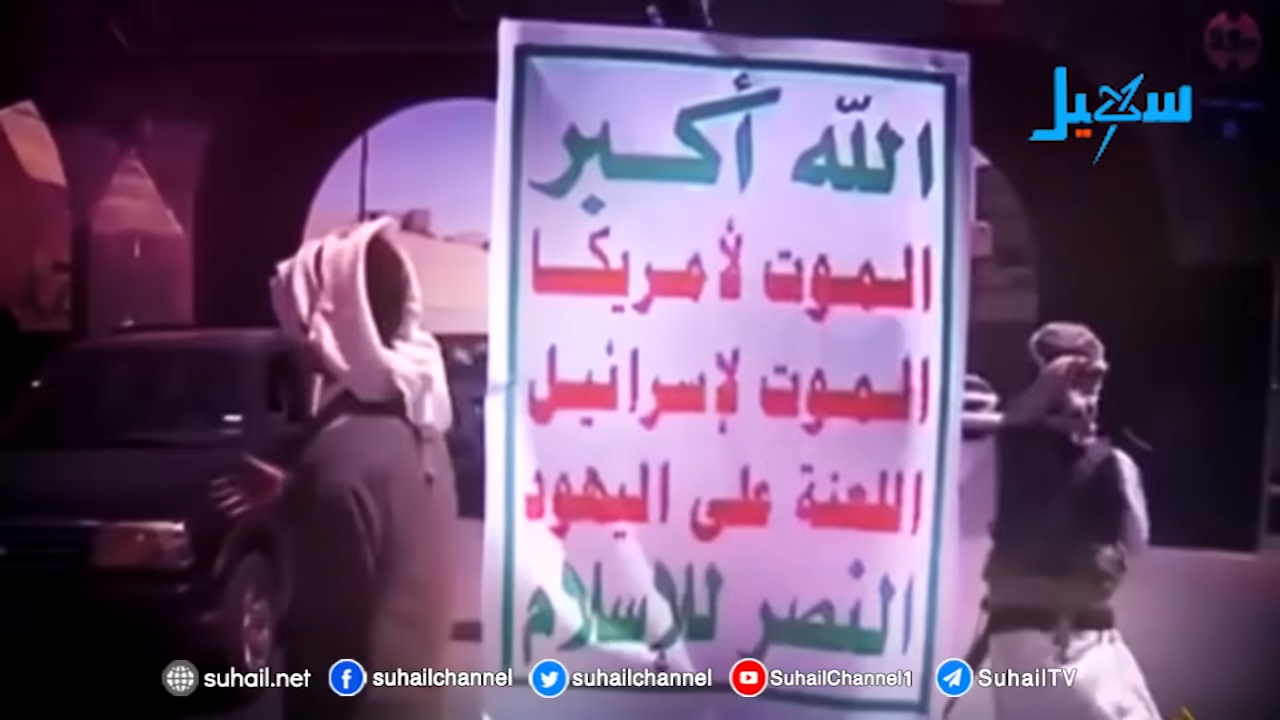 سهيل
الله أكبر
الموت لأمريكا
الموت لإسرائيل
اللعنة على اليهود
النصر للإسلام
suhail.net suhailchannel suhailchannel SuhailChannel1 SuhailTV